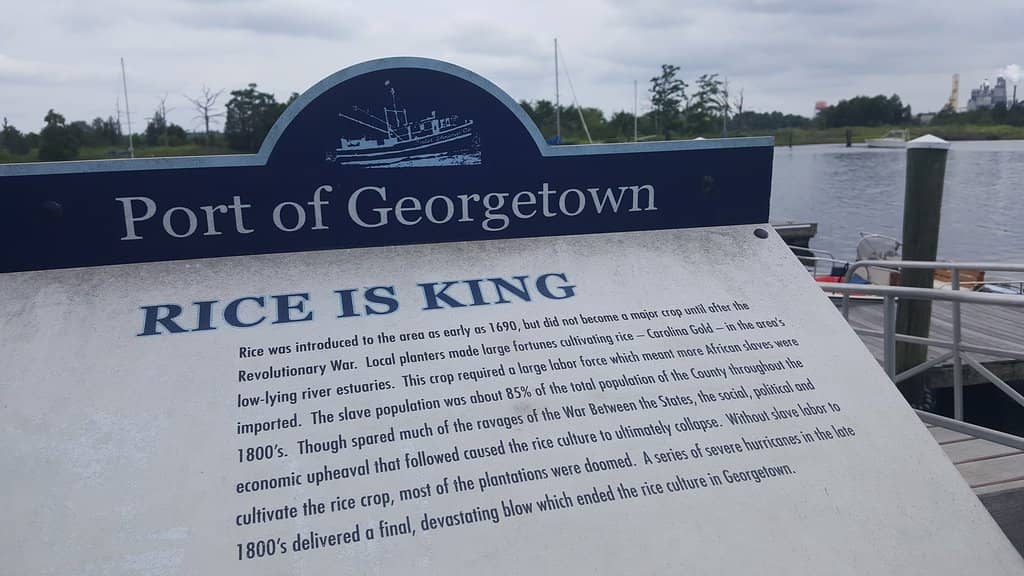 Port of Georgetown
RICE IS KING
Rice was introduced to the area as early as 1690, but did not become a major crop until after the
Revolutionary War. Local planters made large fortunes cultivating rice – Carolina Gold – in the area's
low-lying river estuaries. This crop required a large labor force which meant more African slaves were
imported. The slave population was about 85% of the total population of the County throughout the
1800's. Though spared much of the ravages of the War Between the States, the social, political and
economic upheaval that followed caused the rice culture to ultimately collapse. Without slave labor to
cultivate the rice crop, most of the plantations were doomed. A series of severe hurricanes in the late
1800's delivered a final, devastating blow which ended the rice culture in Georgetown.